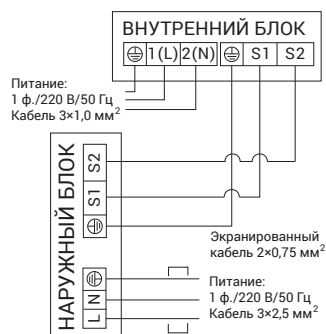 ВНУТРЕННИЙ БЛОК
1(L) 2(N) S1 S2
Питание:
1 ф./220 В/50 Гц
Кабель 3×1,0 мм²
НАРУЖНЫЙ БЛОК
S2
S1
Экранированный
кабель 2×0,75 мм²
N
L
Питание:
1 ф./220 В/50 Гц
Кабель 3×2,5 мм²